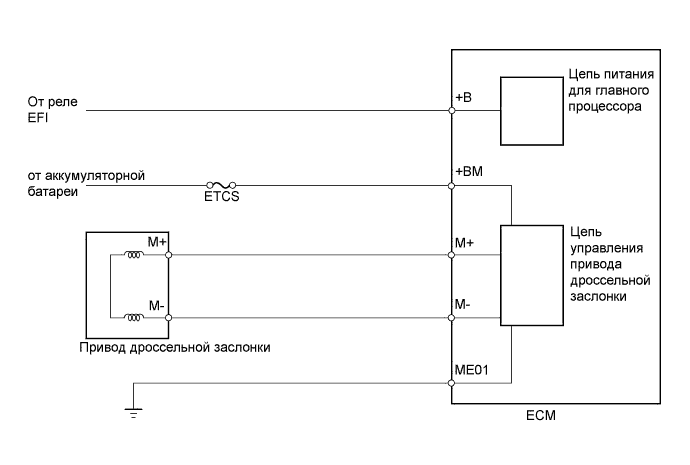 От реле
EFI
+B
Цепь питания
для главного
процессора
от аккумуляторной
батареи
ETCS
+BM
M+
M+
M-
M-
Цепь
управления
привода
дроссельной
заслонки
Привод дроссельной заслонки
ME01
ECM